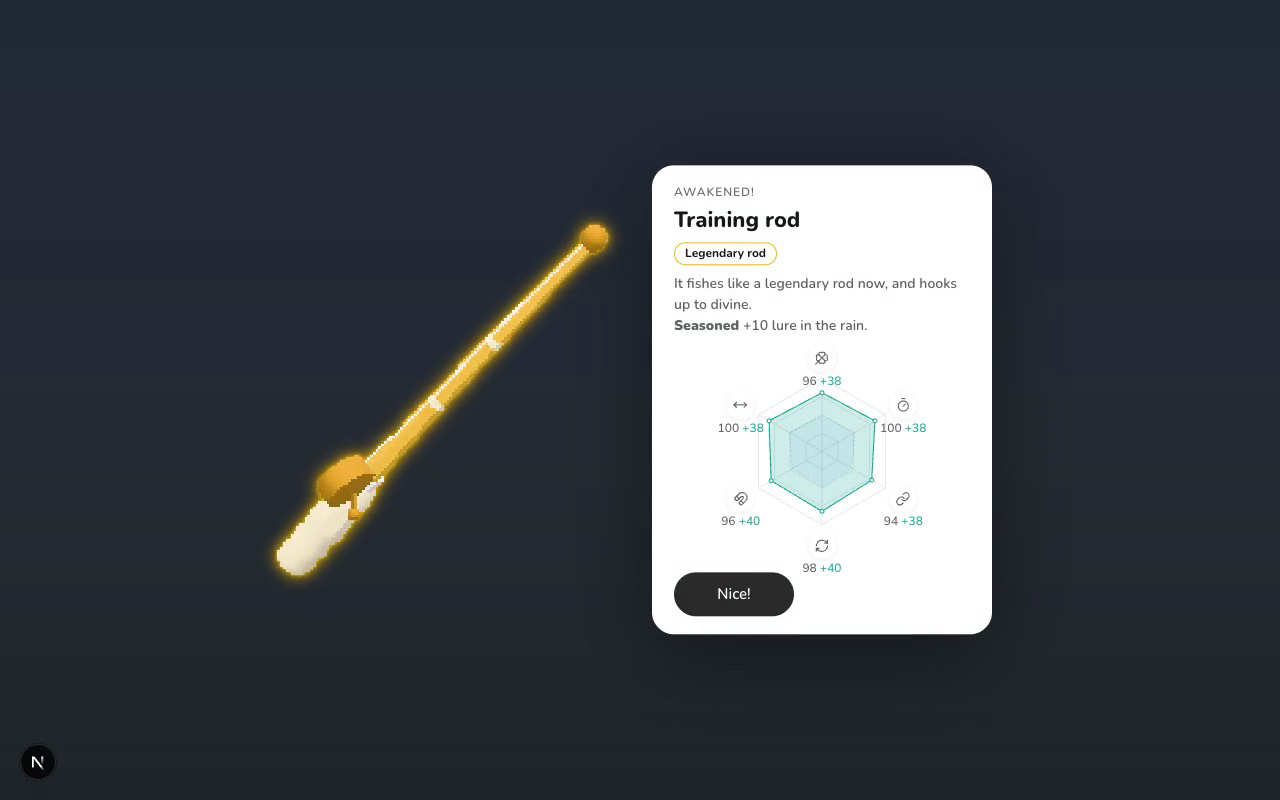 AWAKENED!
Training rod
Legendary rod
It fishes like a legendary rod now, and hooks
up to divine.
Seasoned +10 lure in the rain.
96 +38
100 +38
100 +38
96 +40
94 +38
98 +40
Nice!
N